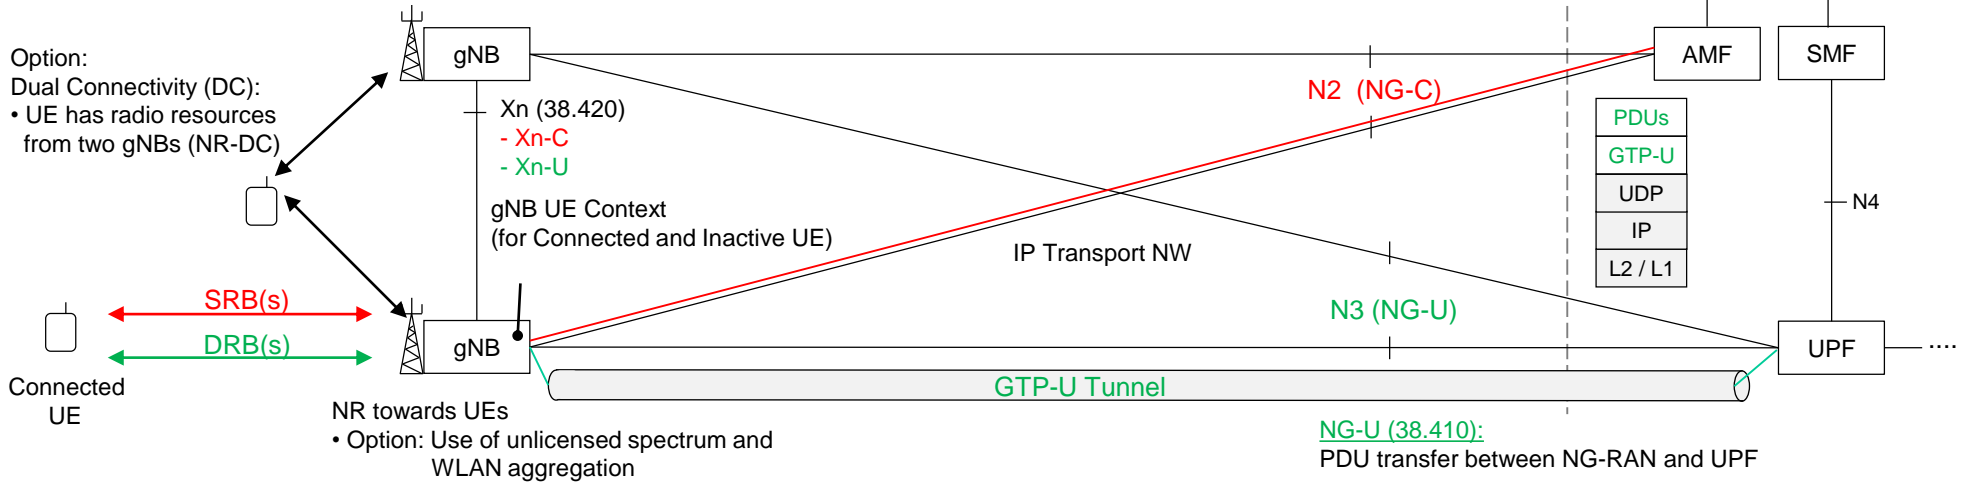 Option:
Dual Connectivity (DC):
• UE has radio resources
from two gNBs (NR-DC)
gNB
Xn (38.420)
- Xn-C
- Xn-U
gNB UE Context
(for Connected and Inactive UE)
N2 (NG-C)
IP Transport NW
AMF
SMF
PDUs
GTP-U
UDP
IP
L2 / L1
N4
SRB(s)
DRB(s)
Connected
UE
gNB
N3 (NG-U)
UPF
....
GTP-U Tunnel
NR towards UEs
• Option: Use of unlicensed spectrum and
WLAN aggregation
NG-U (38.410):
PDU transfer between NG-RAN and UPF